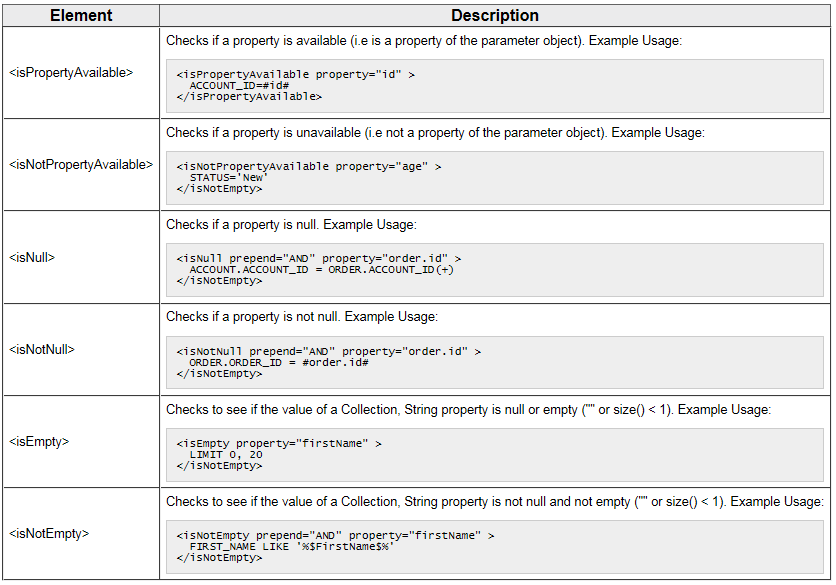 Element Description
<isPropertyAvailable>
Checks if a property is available (i.e is a property of the parameter object). Example Usage:
<isPropertyAvailable property="id" >
ACCOUNT_ID=#id#
</isPropertyAvailable>
<isNotPropertyAvailable>
Checks if a property is unavailable (i.e not a property of the parameter object). Example Usage:
<isNotPropertyAvailable property="age" >
STATUS='New'
</isNotEmpty>
<isNull>
Checks if a property is null. Example Usage:
<isNull prepend="AND" property="order.id" >
ACCOUNT.ACCOUNT_ID = ORDER.ACCOUNT_ID(+)
</isNotEmpty>
<isNotNull>
Checks if a property is not null. Example Usage:
<isNotNull prepend="AND" property="order.id" >
ORDER.ORDER_ID = #order.id#
</isNotEmpty>
<isEmpty>
Checks to see if the value of a Collection, String property is null or empty ("" or size() < 1). Example Usage:
<isEmpty property="firstName" >
LIMIT 0, 20
</isNotEmpty>
<isNotEmpty>
Checks to see if the value of a Collection, String property is not null and not empty ("" or size() < 1). Example Usage:
<isNotEmpty prepend="AND" property="firstName" >
FIRST_NAME LIKE '%$FirstName$%'
</isNotEmpty>